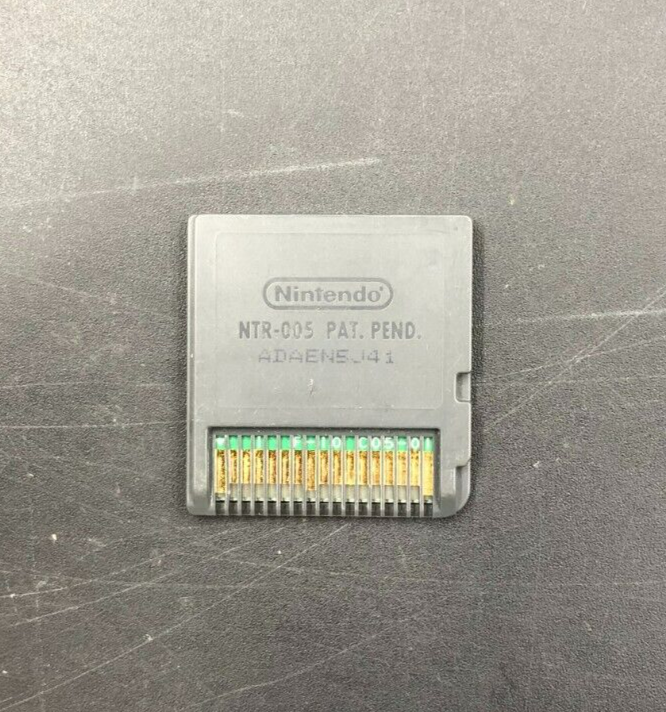 Nintendo
NTR-005 PAT. PEND.
ADAEN5J41